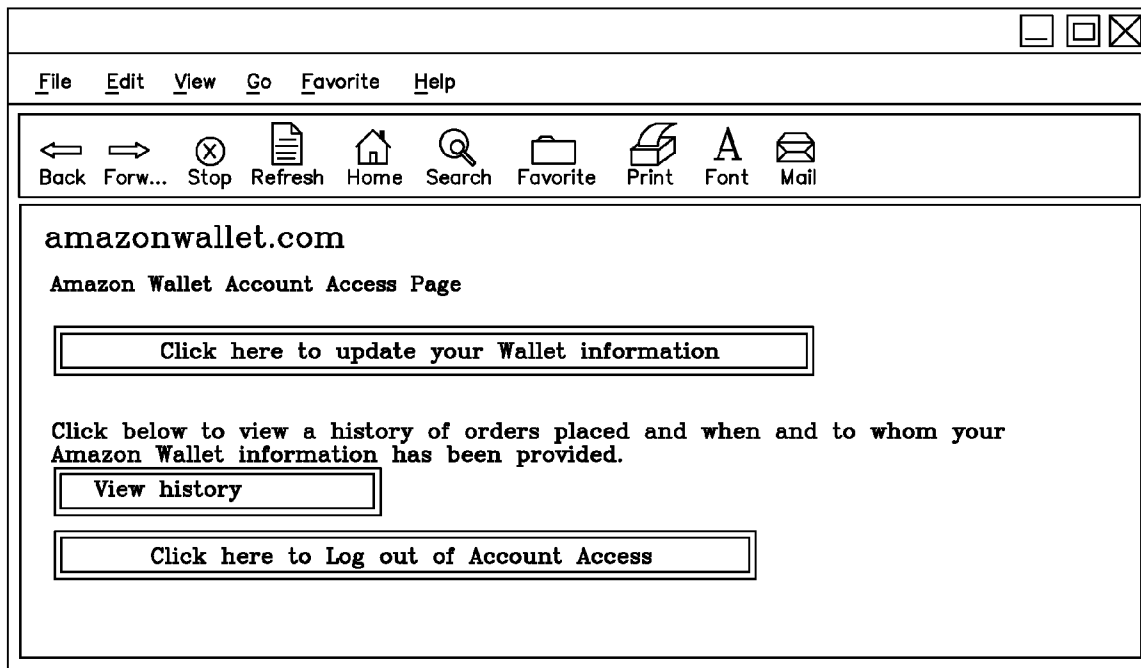 File Edit View Go Favorite Help
Back Forw... Stop Refresh Home Search Favorite Print Font Mail
amazonwallet.com
Amazon Wallet Account Access Page
Click here to update your Wallet information
Click below to view a history of orders placed and when and to whom your
Amazon Wallet information has been provided.
View history
Click here to Log out of Account Access